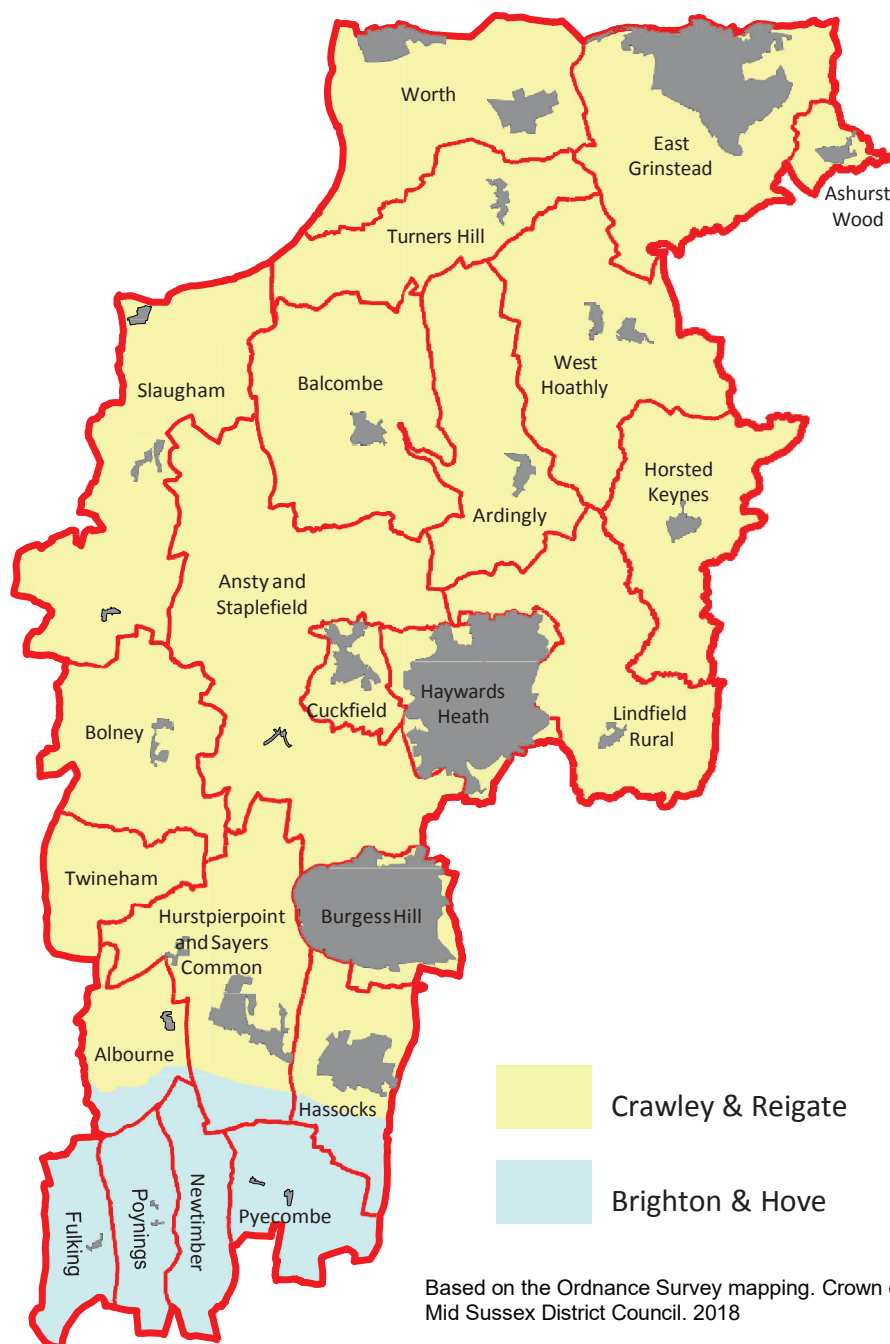 Worth
East
Grinstead
Ashurst
Wood
Turners Hill
West
Hoathly
Slaugham
Balcombe
Horsted
Keynes
Ardingly
Ansty and
Staplefield
Cuckfield
Haywards
Heath
Lindfield
Rural
Bolney
Twineham
Hurstpierpoint
and Sayers
Common
Burgess Hill
Albourne
Hassocks
Crawley & Reigate
Brighton & Hove
Fulking
Poynings
Newtimber
Pyecombe
Based on the Ordnance Survey mapping. Crown
Mid Sussex District Council. 2018